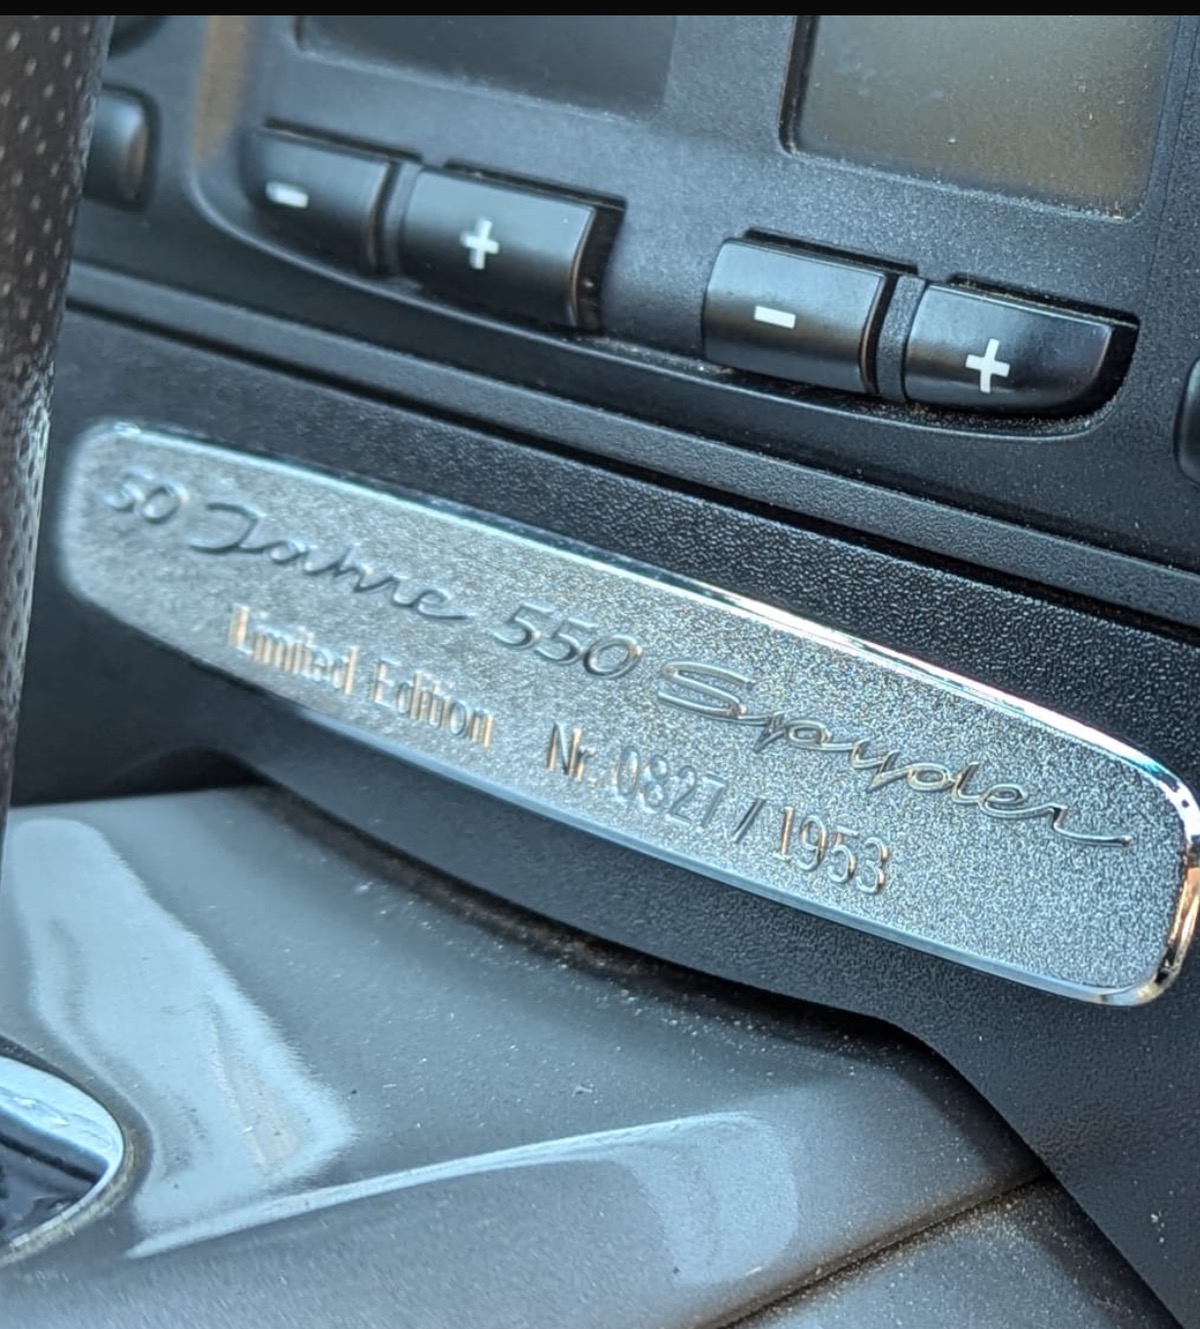 - + - +
50 Jahre 550 Spyder
Limited Edition Nr. 0827 / 1953